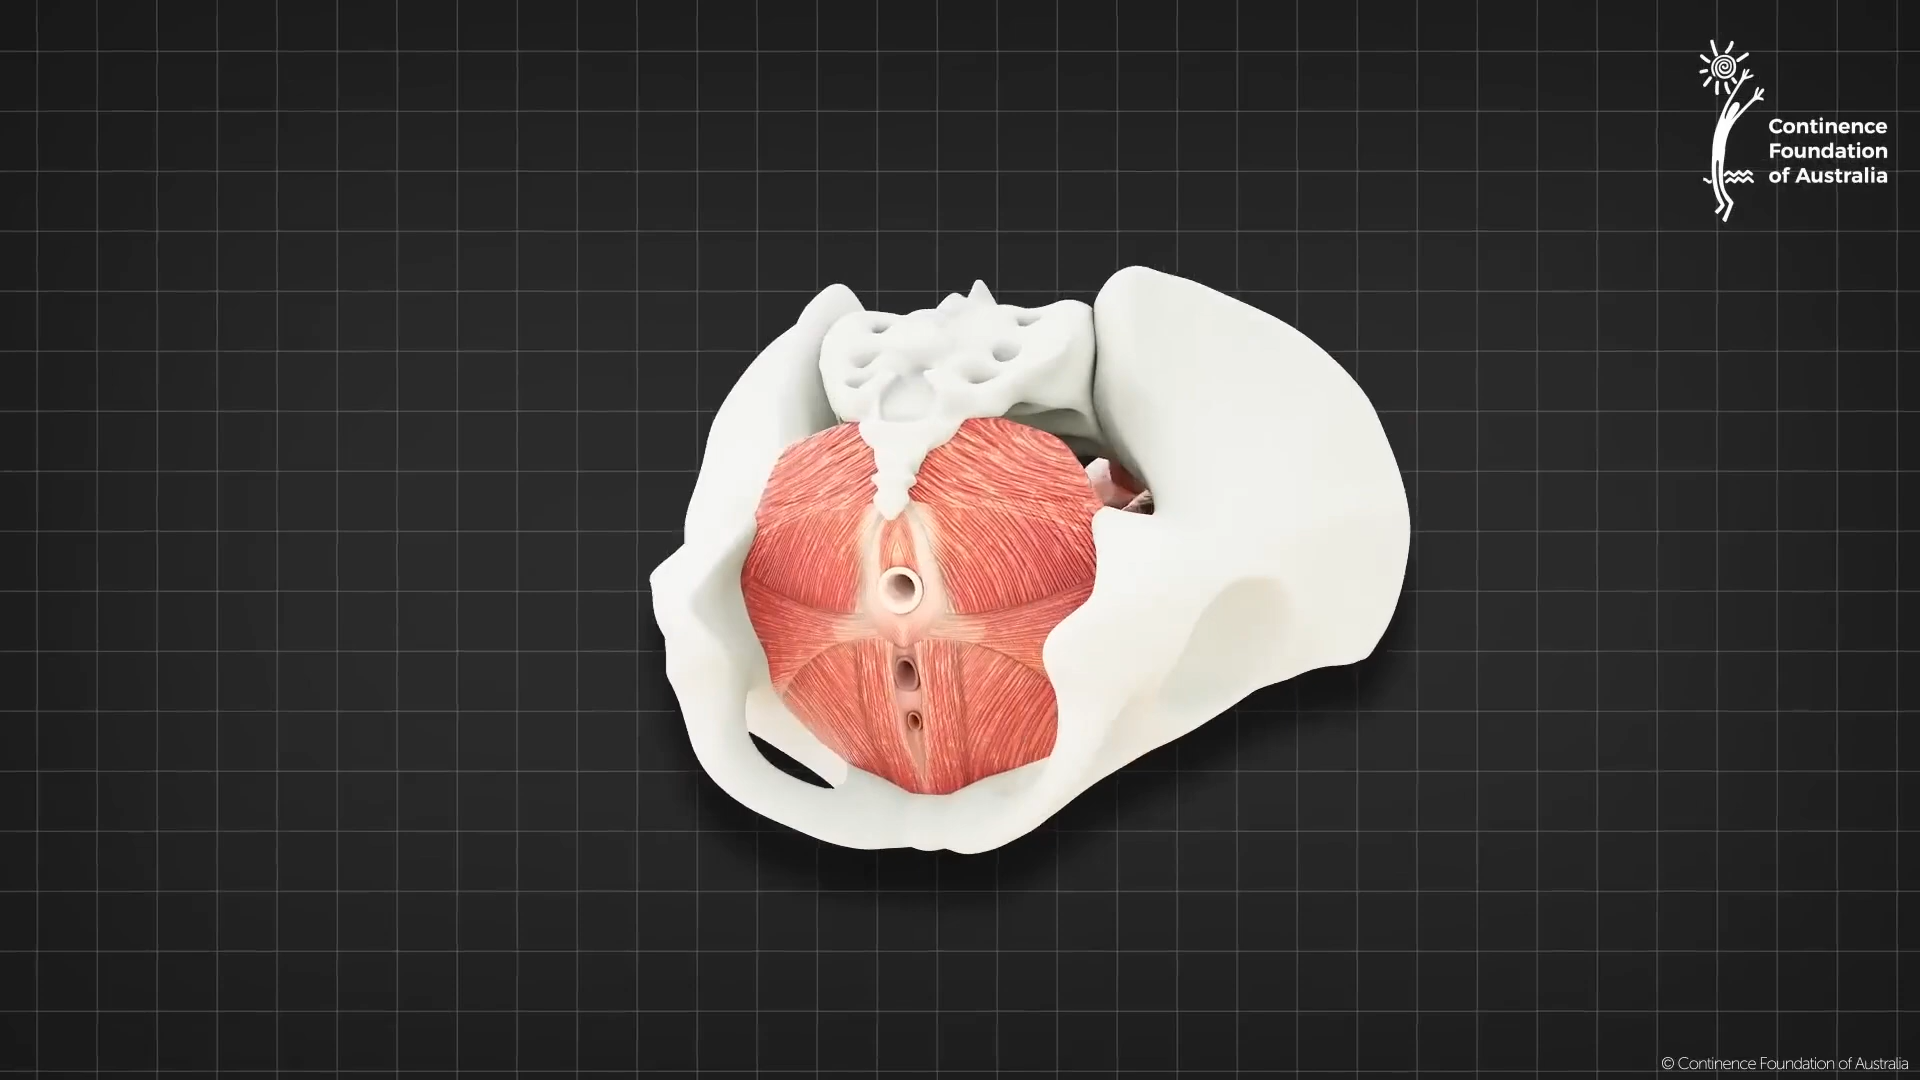 Continence
Foundation
of Australia
© Continence Foundation of Australia